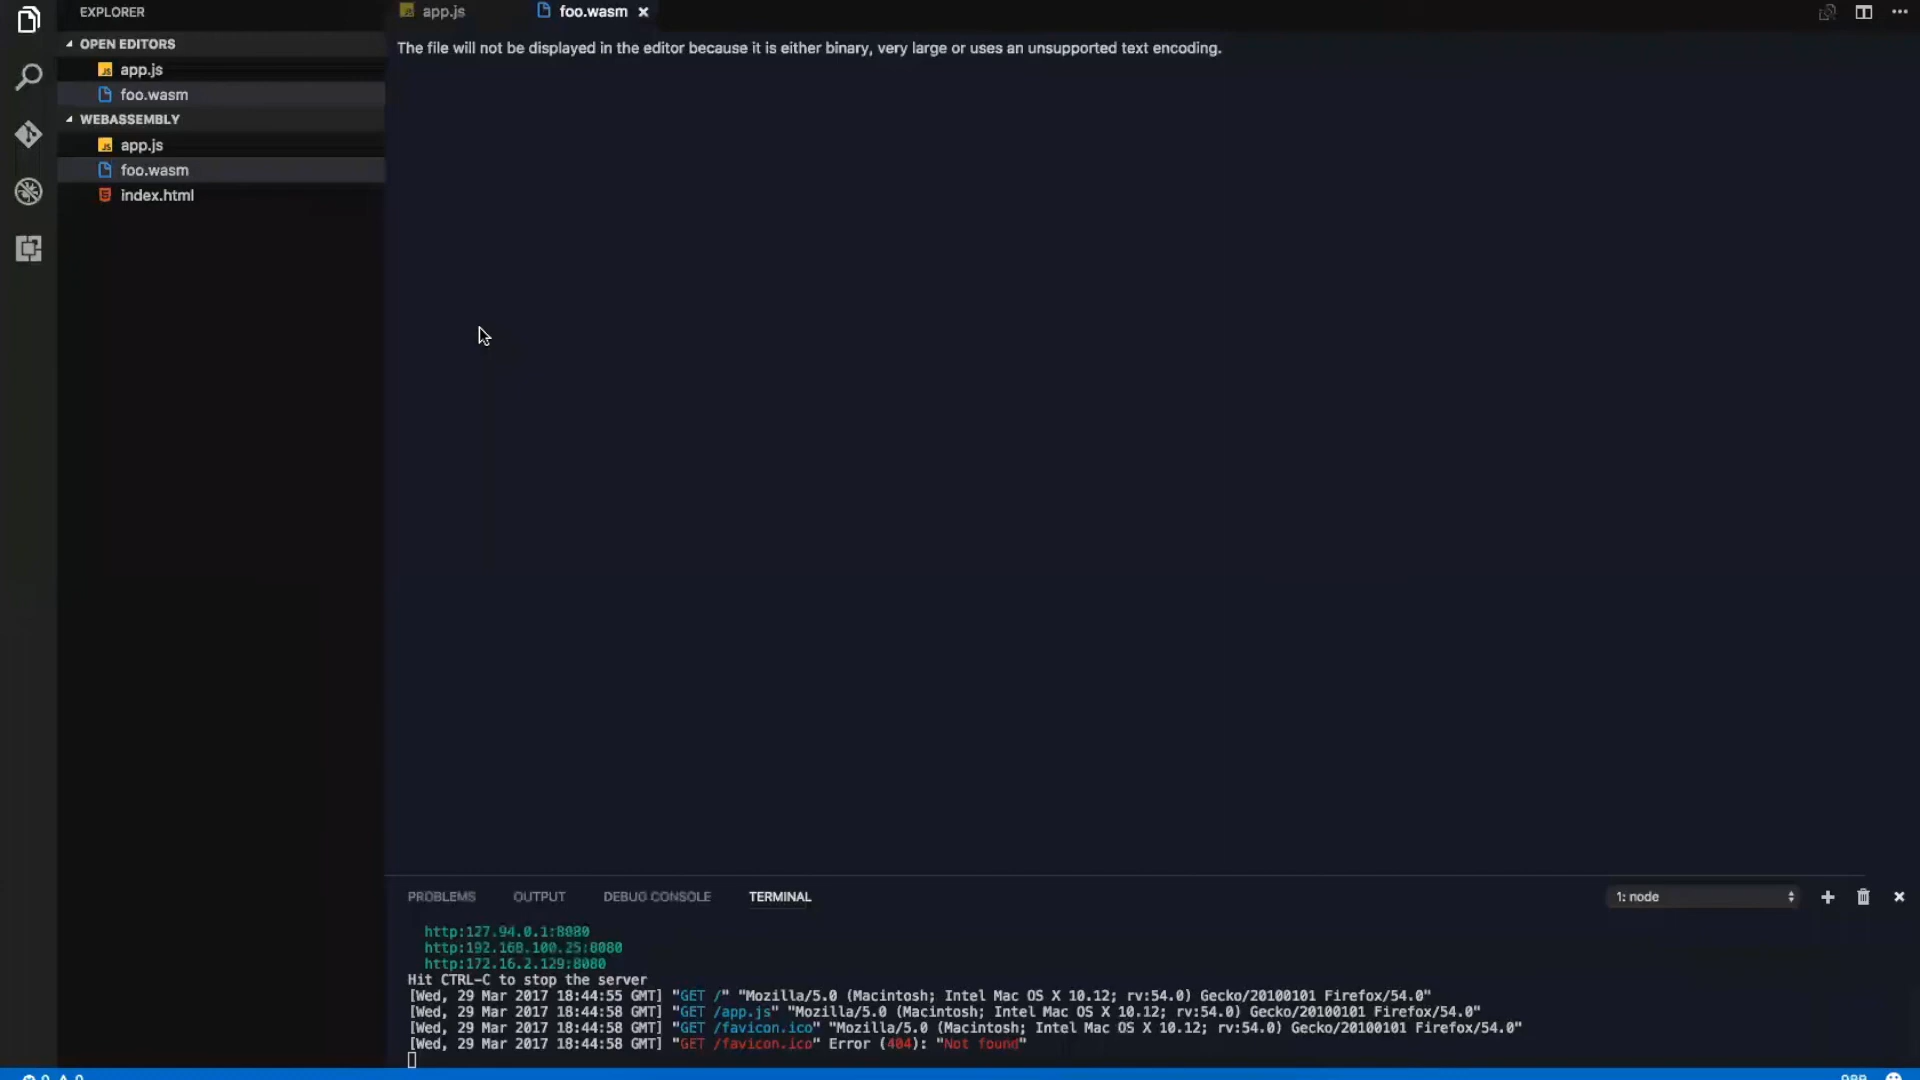 EXPLORER
OPEN EDITORS
app.js
foo.wasm
WEBASSEMBLY
app.js
foo.wasm
index.html
app.js
foo.wasm
The file will not be displayed in the editor because it is either binary, very large or uses an unsupported text encoding.
PROBLEMS OUTPUT DEBUG CONSOLE TERMINAL
1: node
http:127.94.0.1:8080
http:192.168.100.25:8080
http:172.16.2.129:8080
Hit CTRL-C to stop the server
[Wed, 29 Mar 2017 18:44:55 GMT] "GET /" "Mozilla/5.0 (Macintosh; Intel Mac OS X 10.12; rv:54.0) Gecko/20100101 Firefox/54.0"
[Wed, 29 Mar 2017 18:44:58 GMT] "GET /app.js" "Mozilla/5.0 (Macintosh; Intel Mac OS X 10.12; rv:54.0) Gecko/20100101 Firefox/54.0"
[Wed, 29 Mar 2017 18:44:58 GMT] "GET /favicon.ico" "Mozilla/5.0 (Macintosh; Intel Mac OS X 10.12; rv:54.0) Gecko/20100101 Firefox/54.0"
[Wed, 29 Mar 2017 18:44:58 GMT] "GET /favicon.ico" Error (404): "Not found"